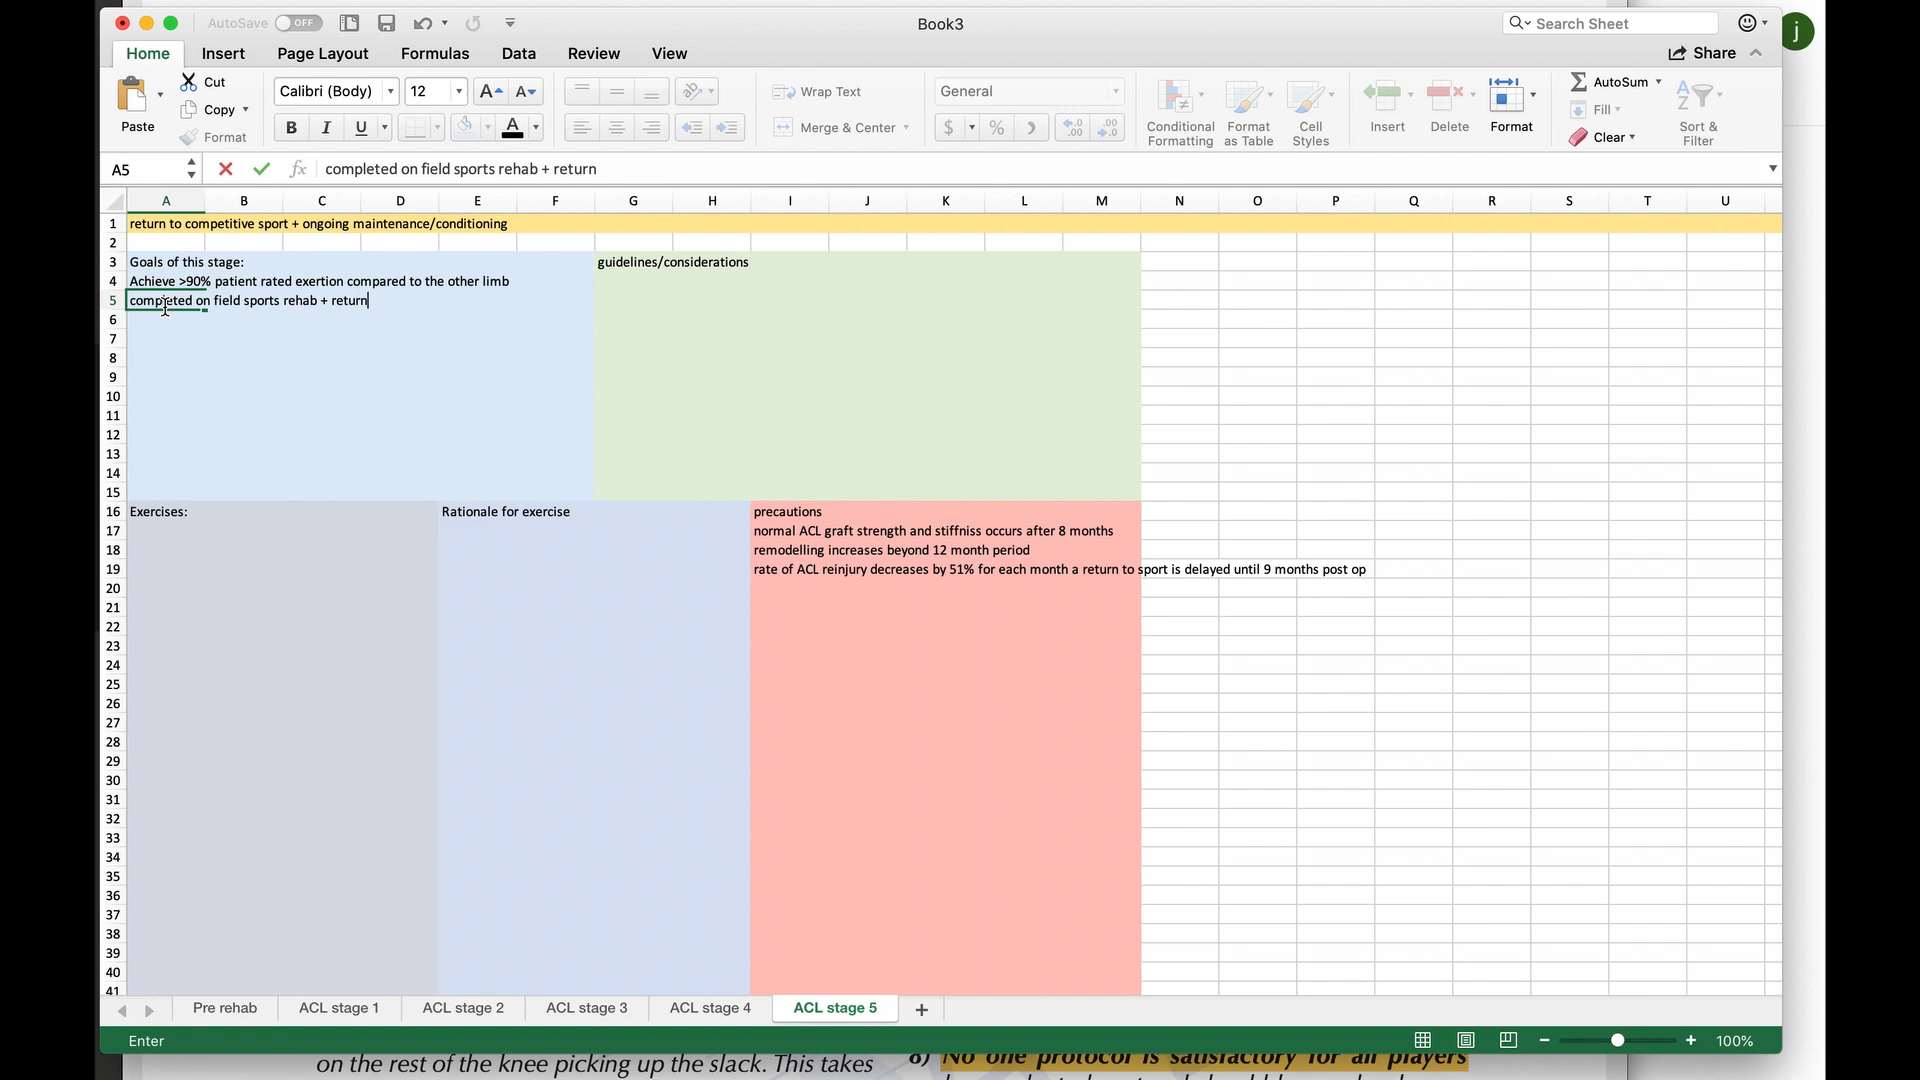 AutoSave OFF
Book3
Search Sheet
j
Home Insert Page Layout Formulas Data Review View
Share
Paste
Cut
Copy
Format
Calibri (Body) 12
A A
B I U A
Wrap Text
Merge & Center
General
$ %
Conditional Formatting
Format as Table
Cell Styles
Insert
Delete
Format
AutoSum
Fill
Clear
Sort & Filter
A5 fx completed on field sports rehab + return
A B C D E F G H I J K L M N O P Q R S T U
1 return to competitive sport + ongoing maintenance/conditioning
2
3 Goals of this stage: guidelines/considerations
4 Achieve >90% patient rated exertion compared to the other limb
5 completed on field sports rehab + return
6
7
8
9
10
11
12
13
14
15
16 Exercises: Rationale for exercise precautions
17 normal ACL graft strength and stiffniss occurs after 8 months
18 remodelling increases beyond 12 month period
19 rate of ACL reinjury decreases by 51% for each month a return to sport is delayed until 9 months post op
20
21
22
23
24
25
26
27
28
29
30
31
32
33
34
35
36
37
38
39
40
41
Pre rehab ACL stage 1 ACL stage 2 ACL stage 3 ACL stage 4 ACL stage 5 +
Enter
100%
on the rest of the knee picking up the slack. This takes
8) No one protocol is satisfactory for all players